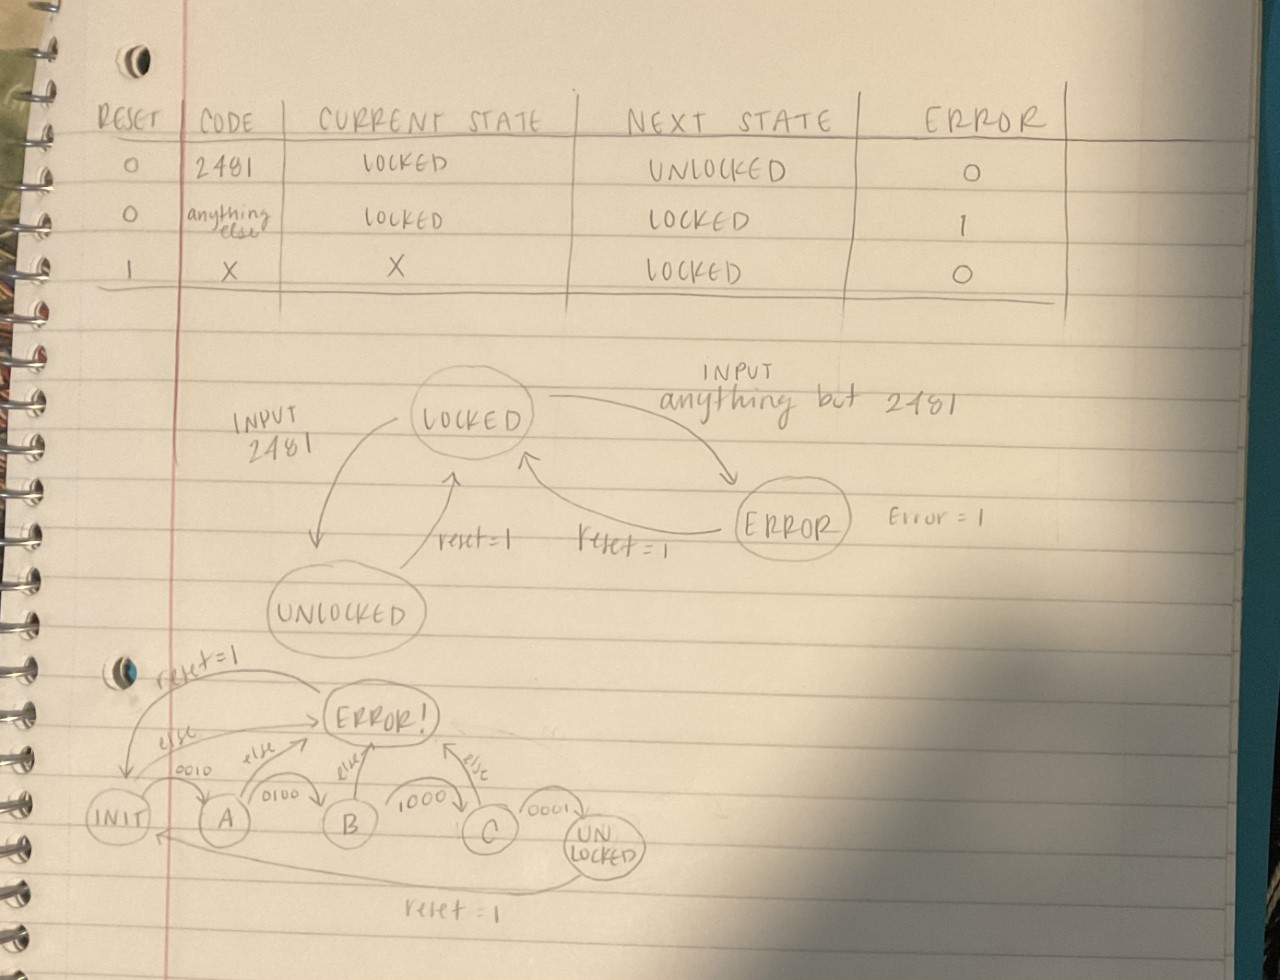 RESET CODE CURRENT STATE NEXT STATE ERROR
0 2481 LOCKED UNLOCKED 0
0 anything else LOCKED LOCKED 1
1 X X LOCKED 0
INPUT
anything but 2481
INPUT
2481
LOCKED
ERROR
Error = 1
reset=1
reset=1
UNLOCKED
reset=1
ERROR!
else
else
else
else
0010
0100
1000
0001
INIT
A
B
C
UN
LOCKED
reset=1